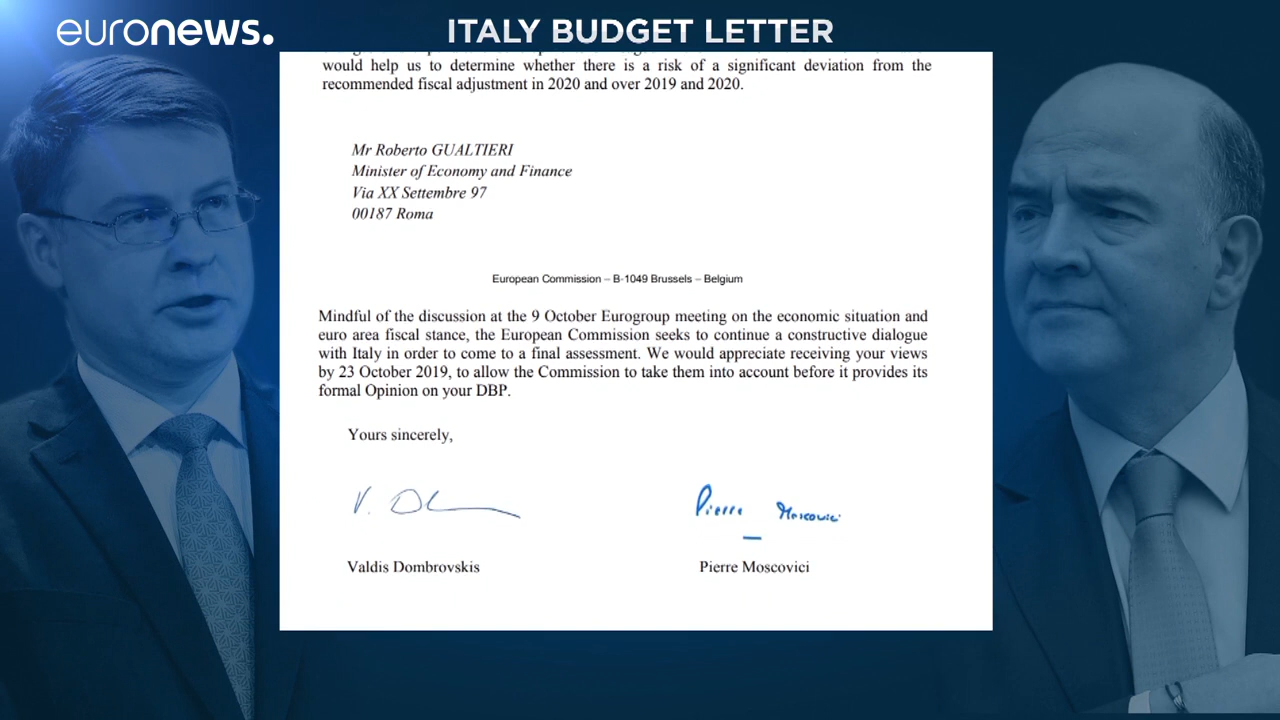 euronews.
ITALY BUDGET LETTER
would help us to determine whether there is a risk of a significant deviation from the
recommended fiscal adjustment in 2020 and over 2019 and 2020.
Mr Roberto GUALTIERI
Minister of Economy and Finance
Via XX Settembre 97
00187 Roma
European Commission – B-1049 Brussels – Belgium
Mindful of the discussion at the 9 October Eurogroup meeting on the economic situation and
euro area fiscal stance, the European Commission seeks to continue a constructive dialogue
with Italy in order to come to a final assessment. We would appreciate receiving your views
by 23 October 2019, to allow the Commission to take them into account before it provides its
formal Opinion on your DBP.
Yours sincerely,
Pierre Moscovici
Valdis Dombrovskis
Pierre Moscovici